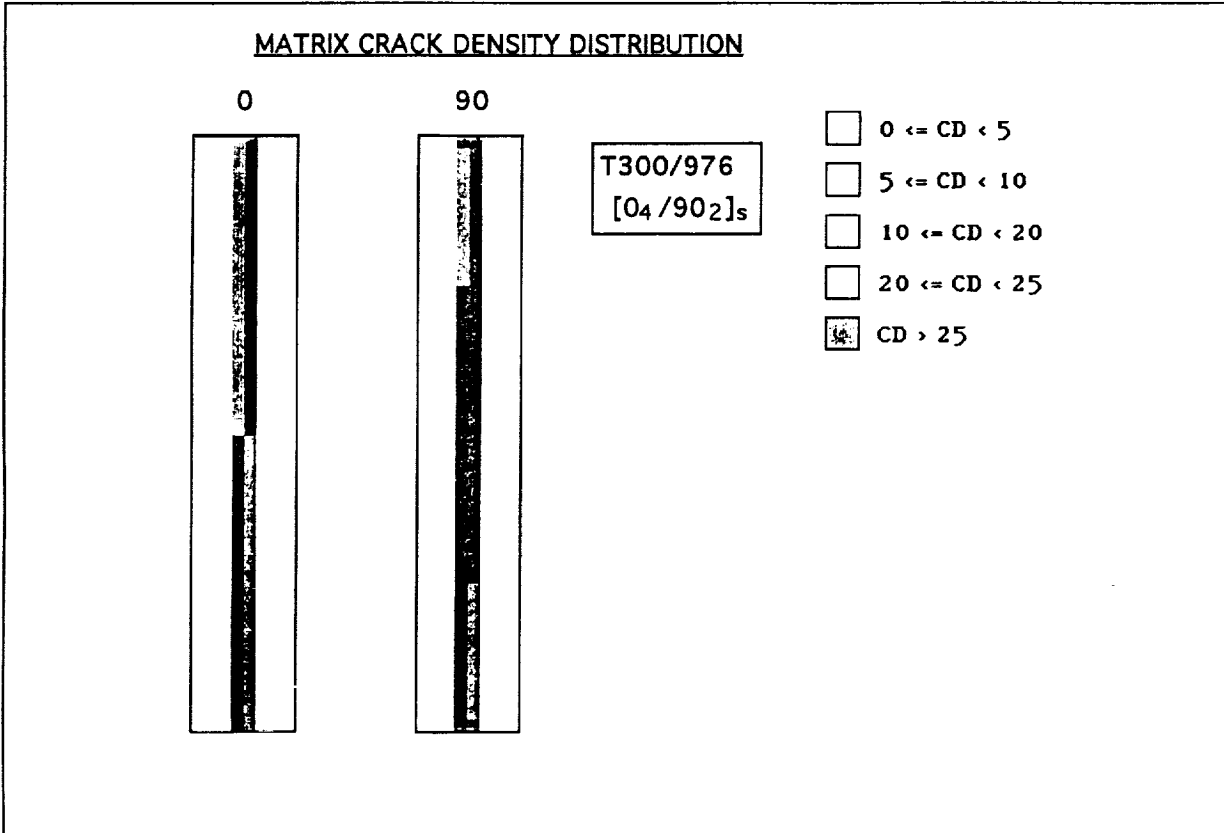 MATRIX CRACK DENSITY DISTRIBUTION
0 90
T300/976
[0₄/90₂]ₛ
0 <= CD < 5
5 <= CD < 10
10 <= CD < 20
20 <= CD < 25
CD > 25